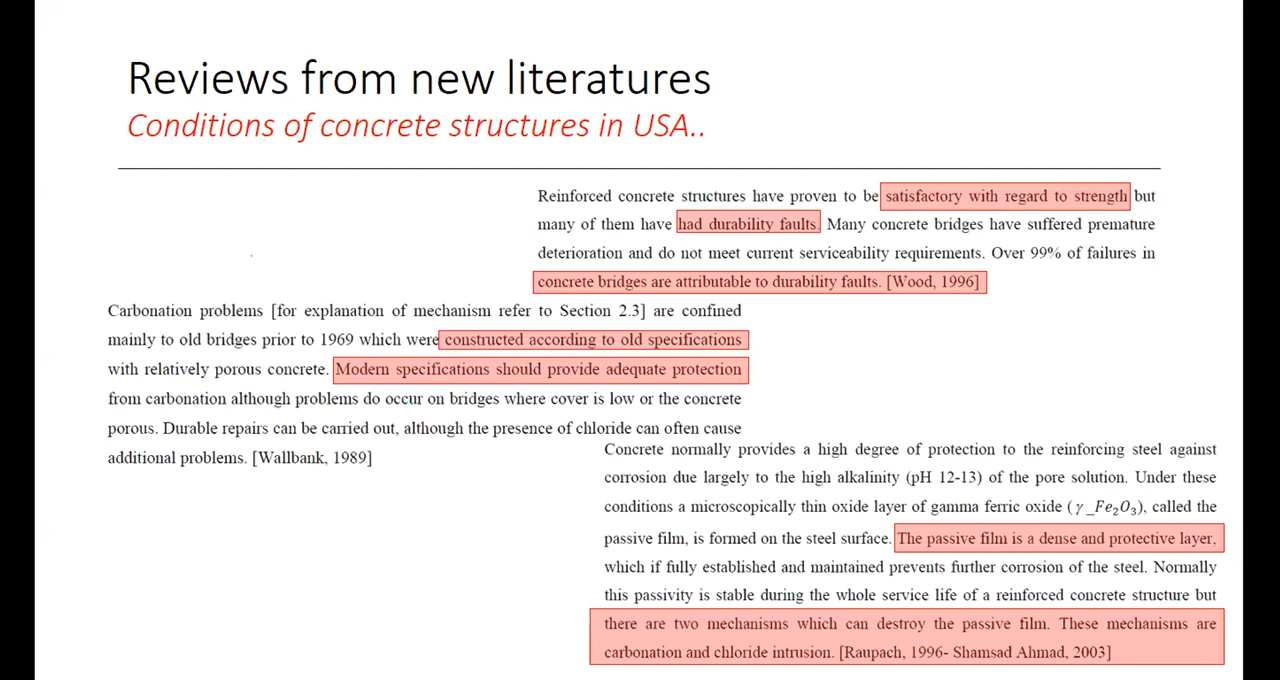 Reviews from new literatures
Conditions of concrete structures in USA..
Reinforced concrete structures have proven to be satisfactory with regard to strength but
many of them have had durability faults. Many concrete bridges have suffered premature
deterioration and do not meet current serviceability requirements. Over 99% of failures in
concrete bridges are attributable to durability faults. [Wood, 1996]
Carbonation problems [for explanation of mechanism refer to Section 2.3] are confined
mainly to old bridges prior to 1969 which were constructed according to old specifications
with relatively porous concrete. Modern specifications should provide adequate protection
from carbonation although problems do occur on bridges where cover is low or the concrete
porous. Durable repairs can be carried out, although the presence of chloride can often cause
additional problems. [Wallbank, 1989]
Concrete normally provides a high degree of protection to the reinforcing steel against
corrosion due largely to the high alkalinity (pH 12-13) of the pore solution. Under these
conditions a microscopically thin oxide layer of gamma ferric oxide (γ_Fe₂O₃), called the
passive film, is formed on the steel surface. The passive film is a dense and protective layer,
which if fully established and maintained prevents further corrosion of the steel. Normally
this passivity is stable during the whole service life of a reinforced concrete structure but
there are two mechanisms which can destroy the passive film. These mechanisms are
carbonation and chloride intrusion. [Raupach, 1996- Shamsad Ahmad, 2003]